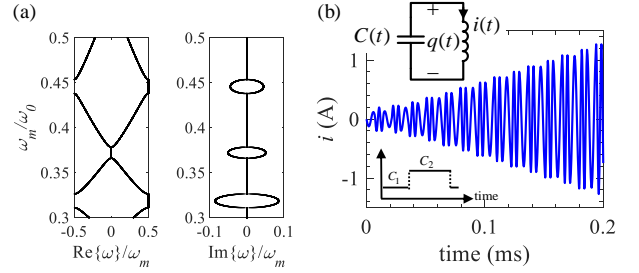 (a)
0.5
0.45
0.4
0.35
0.3
ω_m/ω_0
-0.5 0 0.5
Re{ω}/ω_m
0.5
0.45
0.4
0.35
0.3
-0.1 0 0.1
Im{ω}/ω_m
(b)
C(t)
+
q(t)
−
i(t)
1
0
-1
i (A)
C_1
C_2
time
0 0.1 0.2
time (ms)